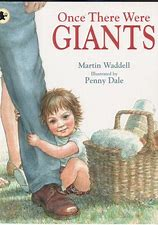 Once There Were
GIANTS
Martin Waddell
Illustrated by
Penny Dale